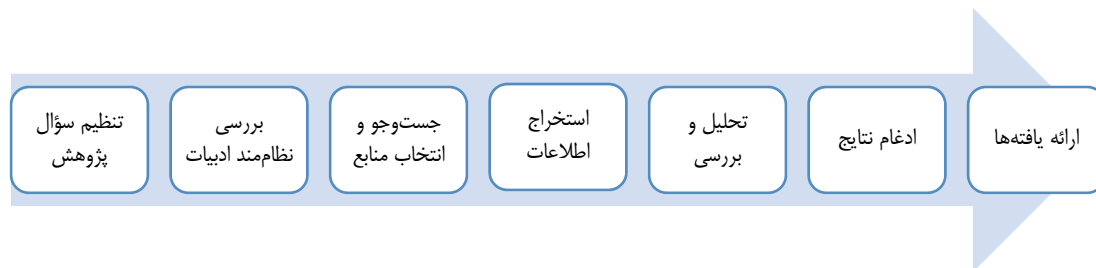 تنظیم سؤال
پژوهش
بررسی
نظام‌مند ادبیات
جست‌وجو و
انتخاب منابع
استخراج
اطلاعات
تحلیل و
بررسی
ادغام نتایج
ارائه یافته‌ها